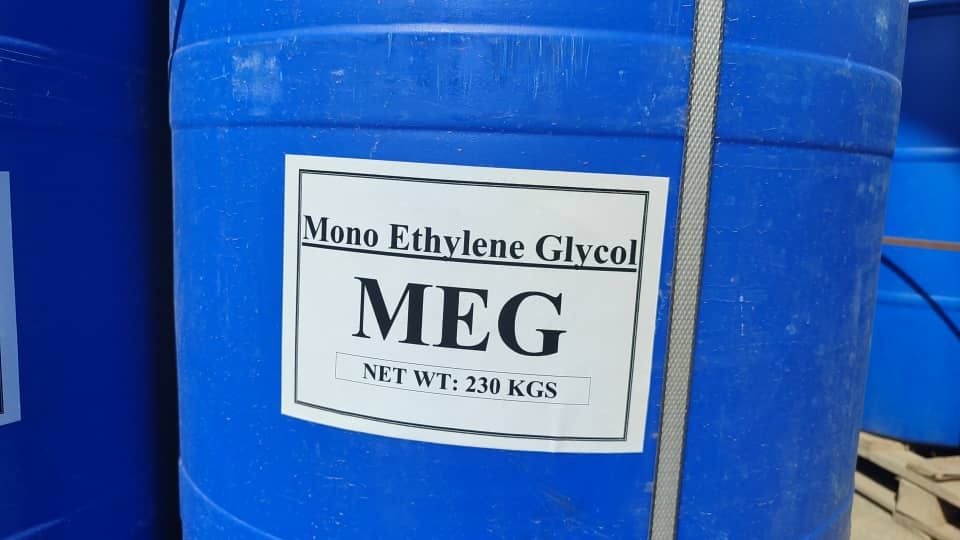 Mono Ethylene Glycol
MEG
NET WT: 230 KGS